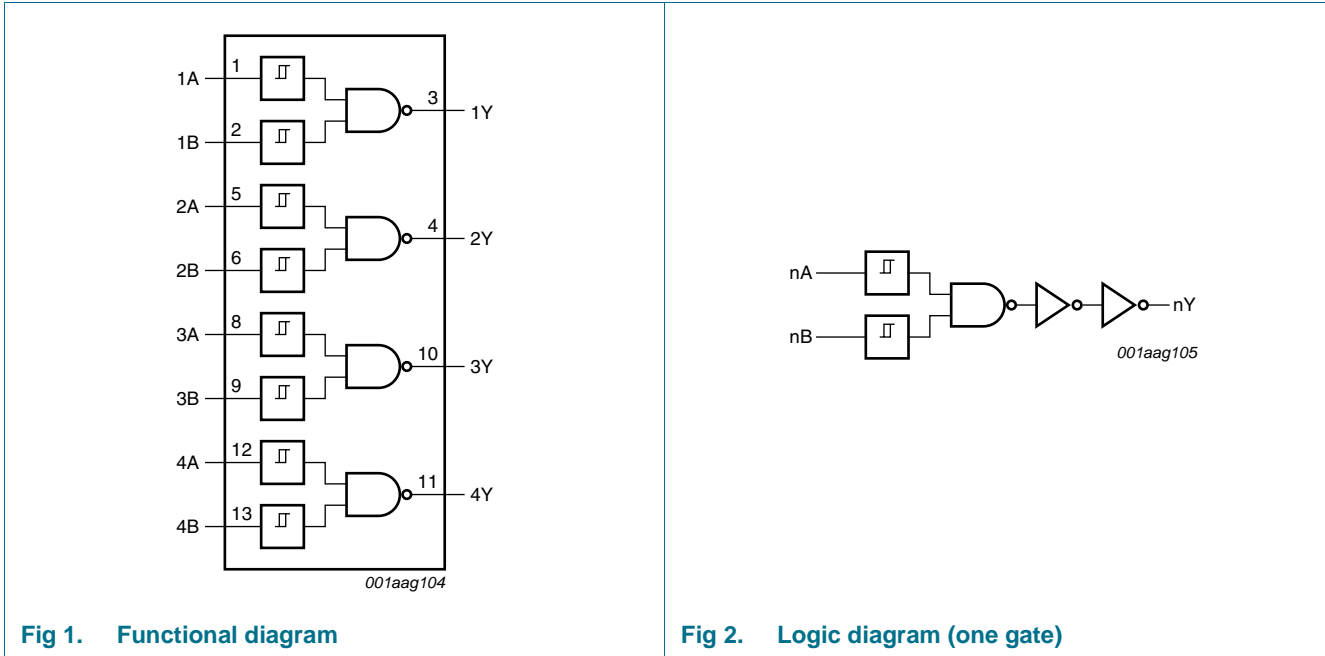 1A 1
3 1Y
1B 2
2A 5
4 2Y
2B 6
3A 8
10 3Y
3B 9
4A 12
11 4Y
4B 13
001aag104
Fig 1. Functional diagram
nA
nY
nB
001aag105
Fig 2. Logic diagram (one gate)